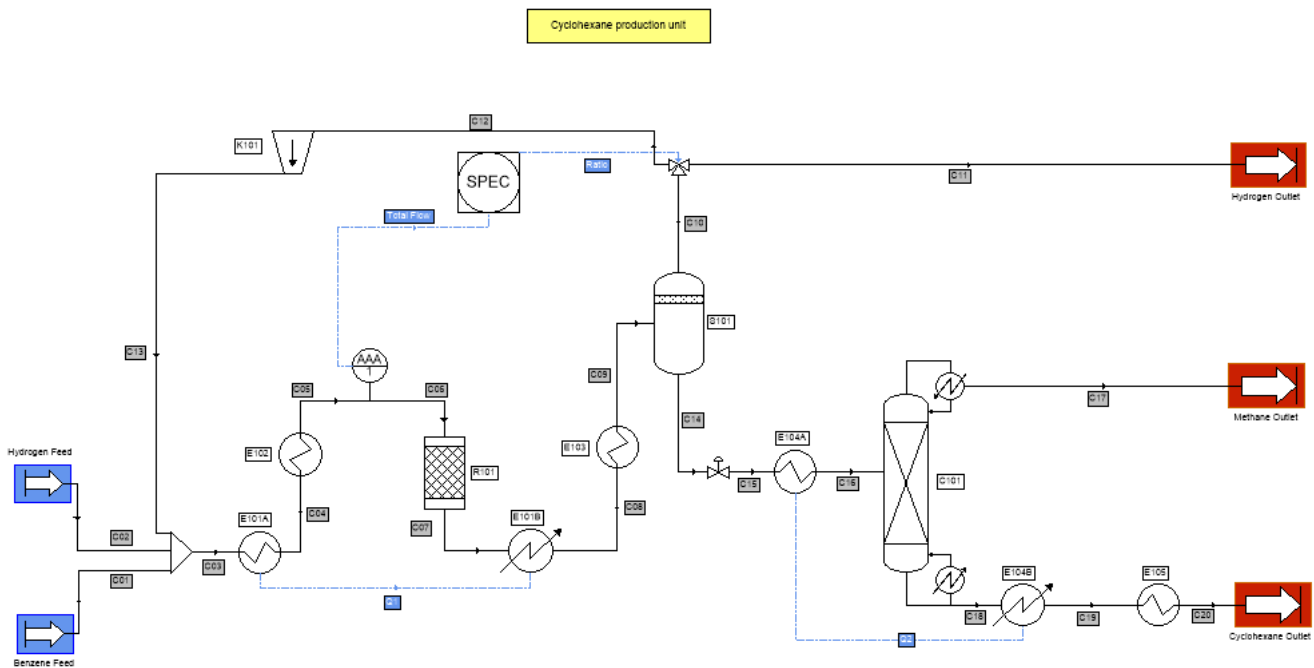 Cyclohexane production unit
C12
K101
SPEC
Ratio
C11
Hydrogen Outlet
Total Flow
C10
S101
C13
AAA
1
C05
C06
C09
C17
Methane Outlet
C14
E102
E103
E104A
R101
Hydrogen Feed
C15
C16
C101
E101A
C04
C07
E101B
C08
C02
C03
C01
Q1
E104B
E105
C18
C19
C20
Q2
Cyclohexane Outlet
Benzene Feed